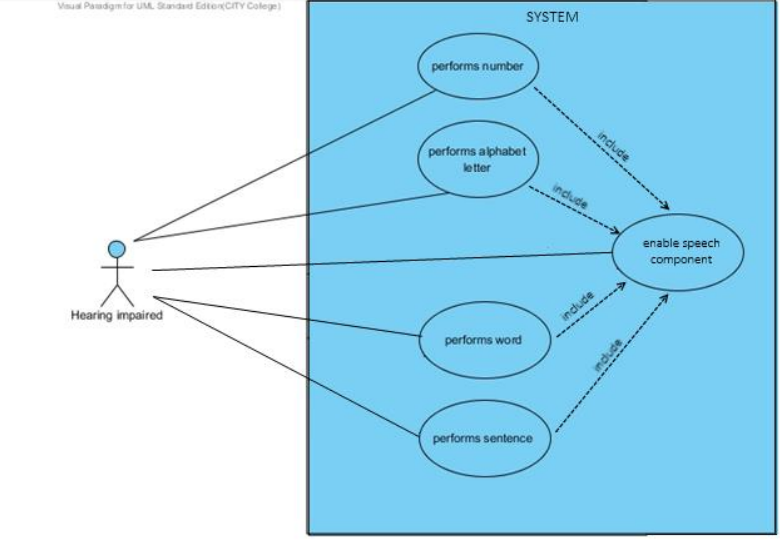 Visual Paradigm for UML Standard Edition(CITY College)
SYSTEM
performs number
include
performs alphabet
letter
include
enable speech
component
Hearing impaired
include
performs word
include
performs sentence